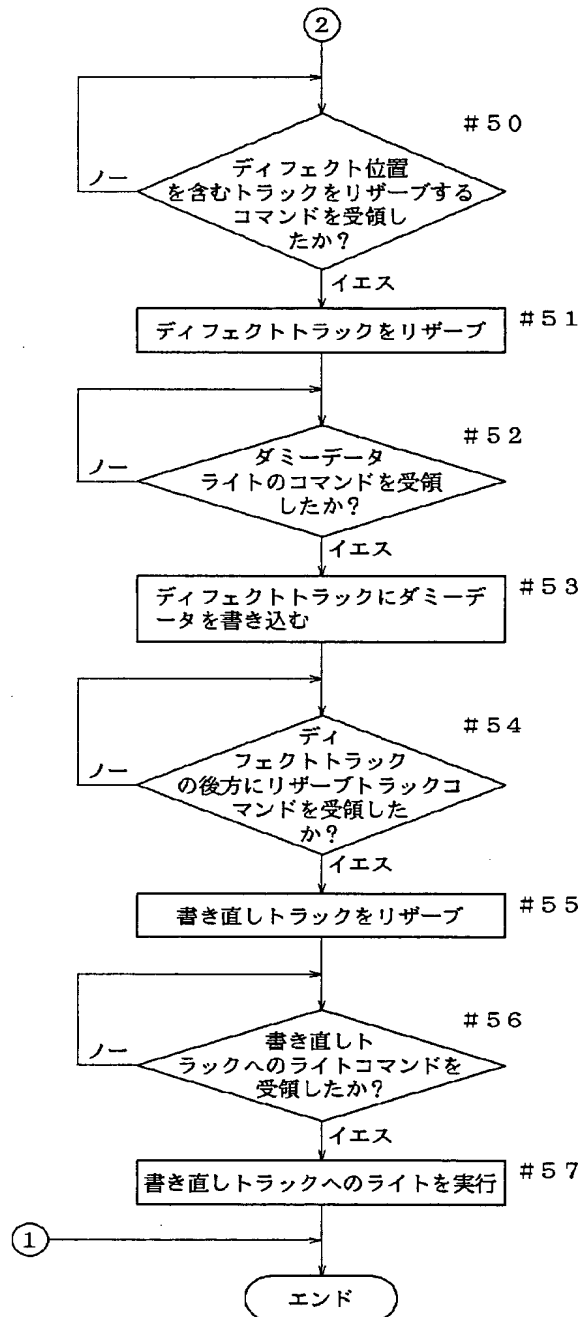 ②
#50
ディフェクト位置
を含むトラックをリザーブする
コマンドを受領し
たか?
ノー
イエス
ディフェクトトラックをリザーブ
#51
#52
ダミーデータ
ライトのコマンドを受領
したか?
ノー
イエス
ディフェクトトラックにダミーデ
ータを書き込む
#53
#54
ディ
フェクトトラック
の後方にリザーブトラックコ
マンドを受領した
か?
ノー
イエス
書き直しトラックをリザーブ
#55
#56
書き直しト
ラックへのライトコマンドを
受領したか?
ノー
イエス
書き直しトラックへのライトを実行
#57
①
エンド